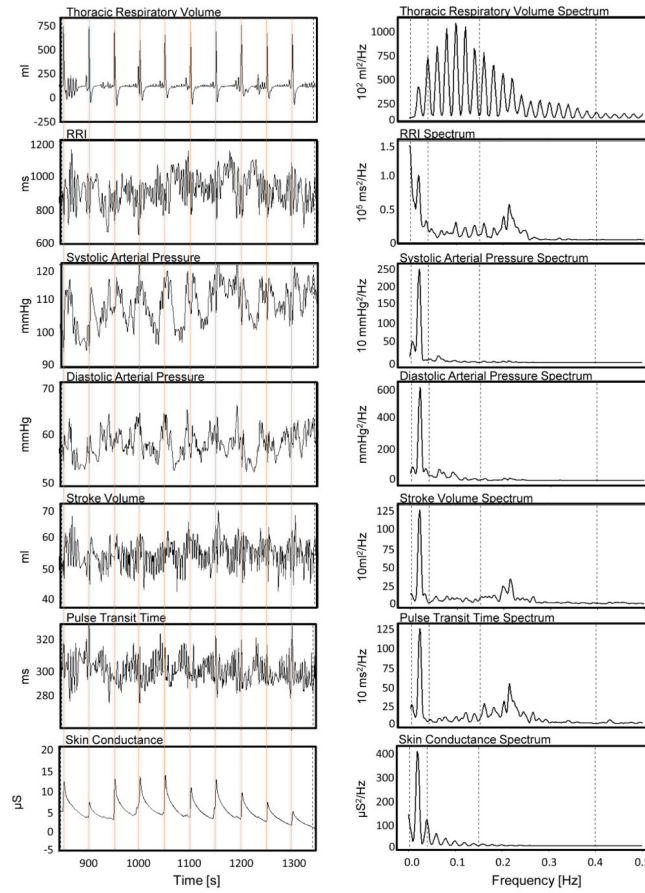 Thoracic Respiratory Volume
750
500
250
0
-250
ml
RRI
1200
1000
800
600
ms
Systolic Arterial Pressure
120
110
100
90
mmHg
Diastolic Arterial Pressure
70
60
50
mmHg
Stroke Volume
70
60
50
40
ml
Pulse Transit Time
320
300
280
ms
Skin Conductance
20
15
10
5
0
-5
µS
900 1000 1100 1200 1300
Time [s]
Thoracic Respiratory Volume Spectrum
1000
750
500
250
0
10² ml²/Hz
RRI Spectrum
1.5
1.0
0.5
0
10⁵ ms²/Hz
Systolic Arterial Pressure Spectrum
250
200
150
100
50
0
10 mmHg²/Hz
Diastolic Arterial Pressure Spectrum
600
400
200
0
mmHg²/Hz
Stroke Volume Spectrum
125
100
75
50
25
0
10ml²/Hz
Pulse Transit Time Spectrum
125
100
75
50
25
0
10 ms²/Hz
Skin Conductance Spectrum
400
300
200
100
0
µS²/Hz
0.0 0.1 0.2 0.3 0.4 0.5
Frequency [Hz]